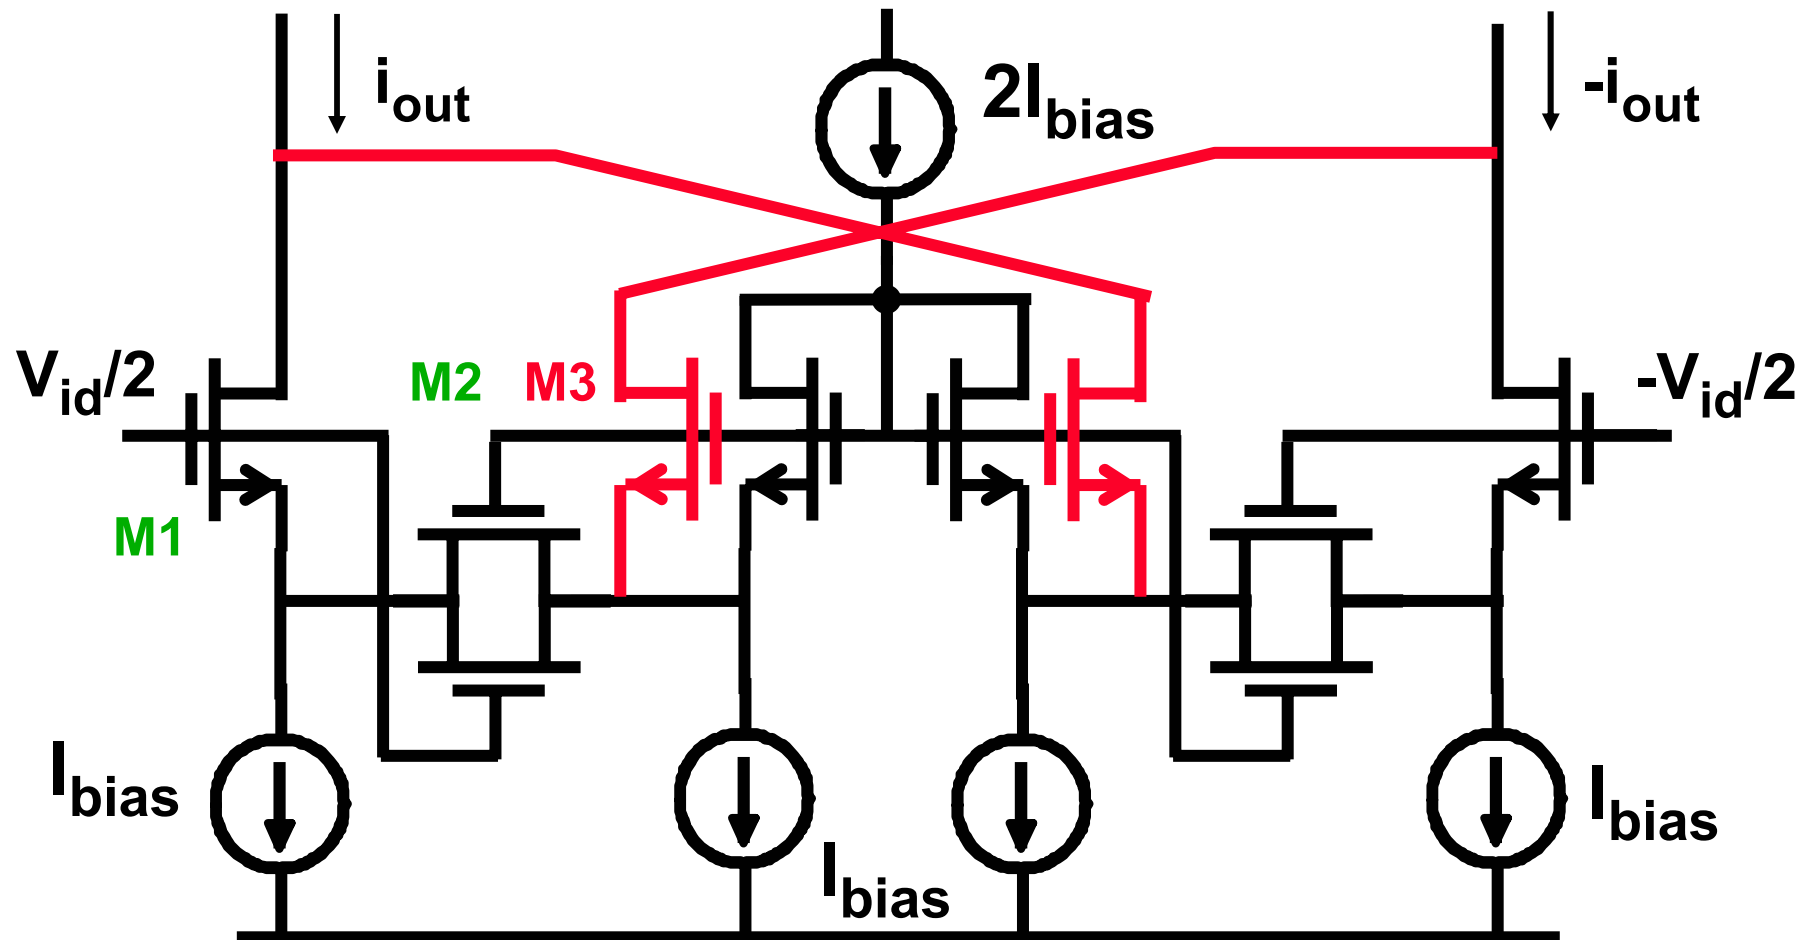 iout
2Ibias
-iout
Vid/2
M2
M3
-Vid/2
M1
Ibias
Ibias
Ibias